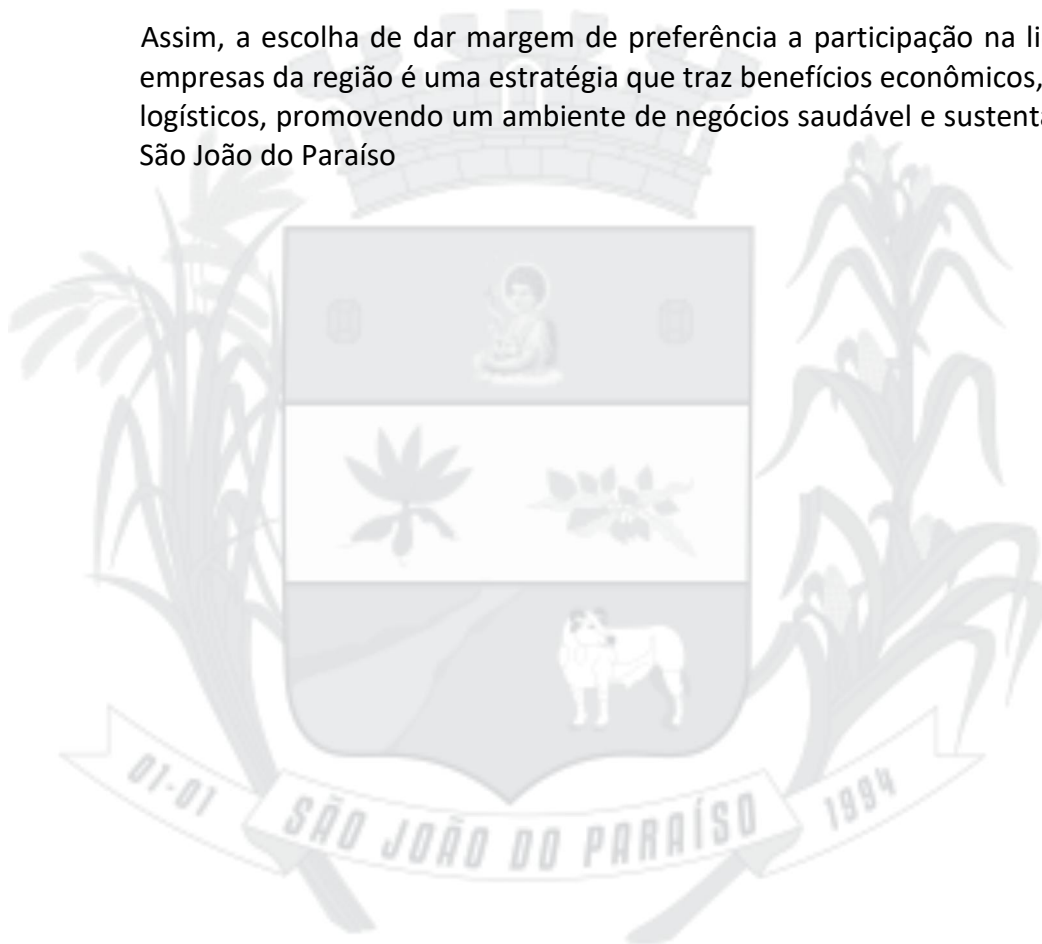 Assim, a escolha de dar margem de preferência a participação na li
empresas da região é uma estratégia que traz benefícios econômicos,
logísticos, promovendo um ambiente de negócios saudável e sustent
São João do Paraíso
01-01 SÃO JOÃO DO PARAÍSO 1994